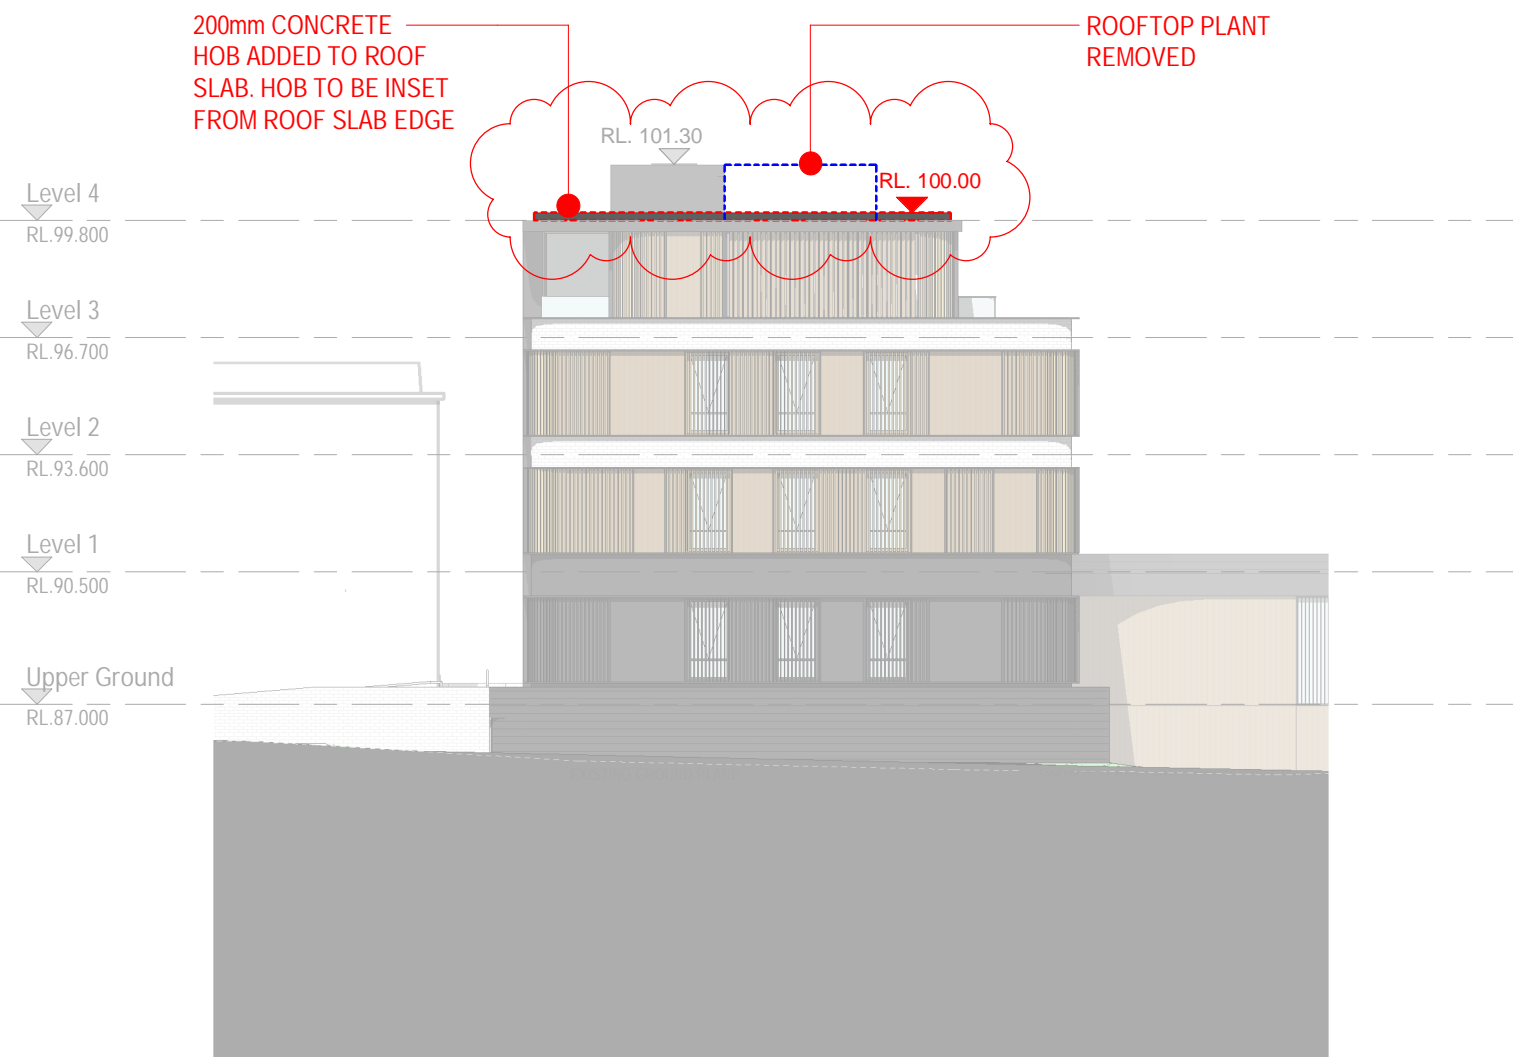 200mm CONCRETE
HOB ADDED TO ROOF
SLAB. HOB TO BE INSET
FROM ROOF SLAB EDGE
ROOFTOP PLANT
REMOVED
RL. 101.30
RL. 100.00
Level 4
RL.99.800
Level 3
RL.96.700
Level 2
RL.93.600
Level 1
RL.90.500
Upper Ground
RL.87.000